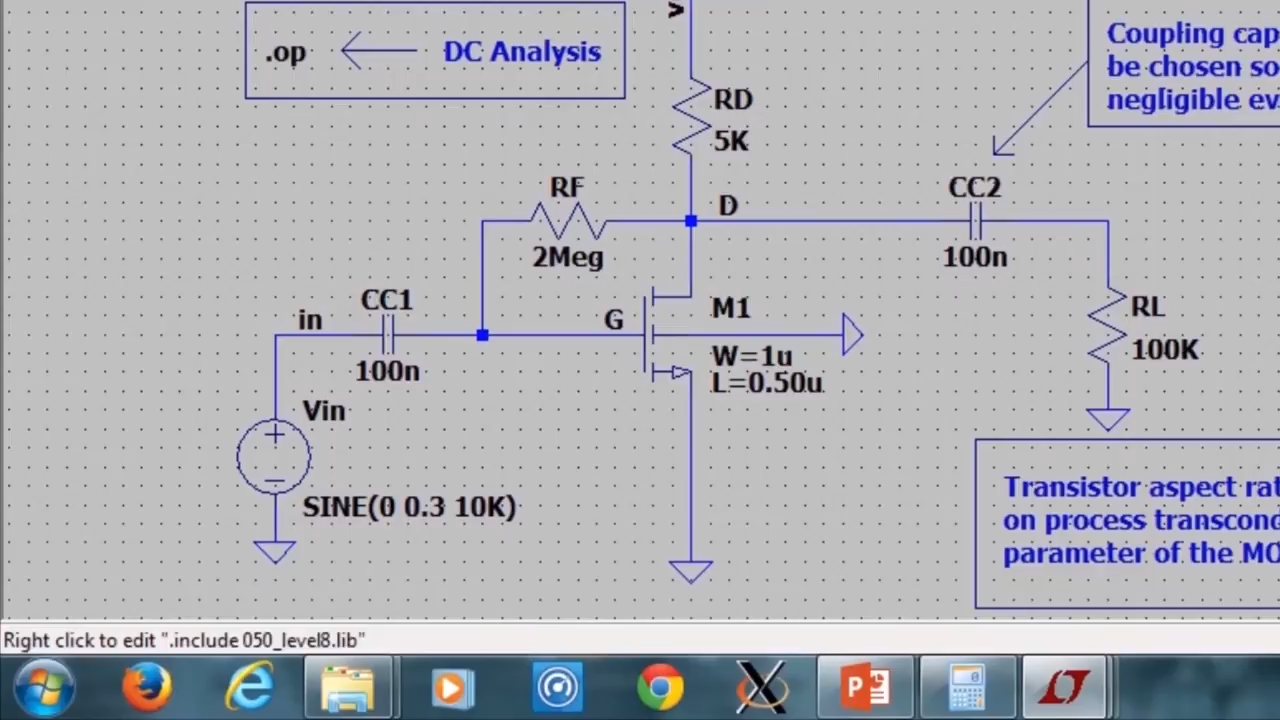 .op
DC Analysis
Coupling cap
be chosen so
negligible ev
RD
5K
RF
2Meg
D
CC2
100n
in
CC1
100n
G
M1
W=1u
L=0.50u
RL
100K
Vin
SINE(0 0.3 10K)
Transistor aspect rat
on process transcond
parameter of the MO
Right click to edit ".include 050_level8.lib"